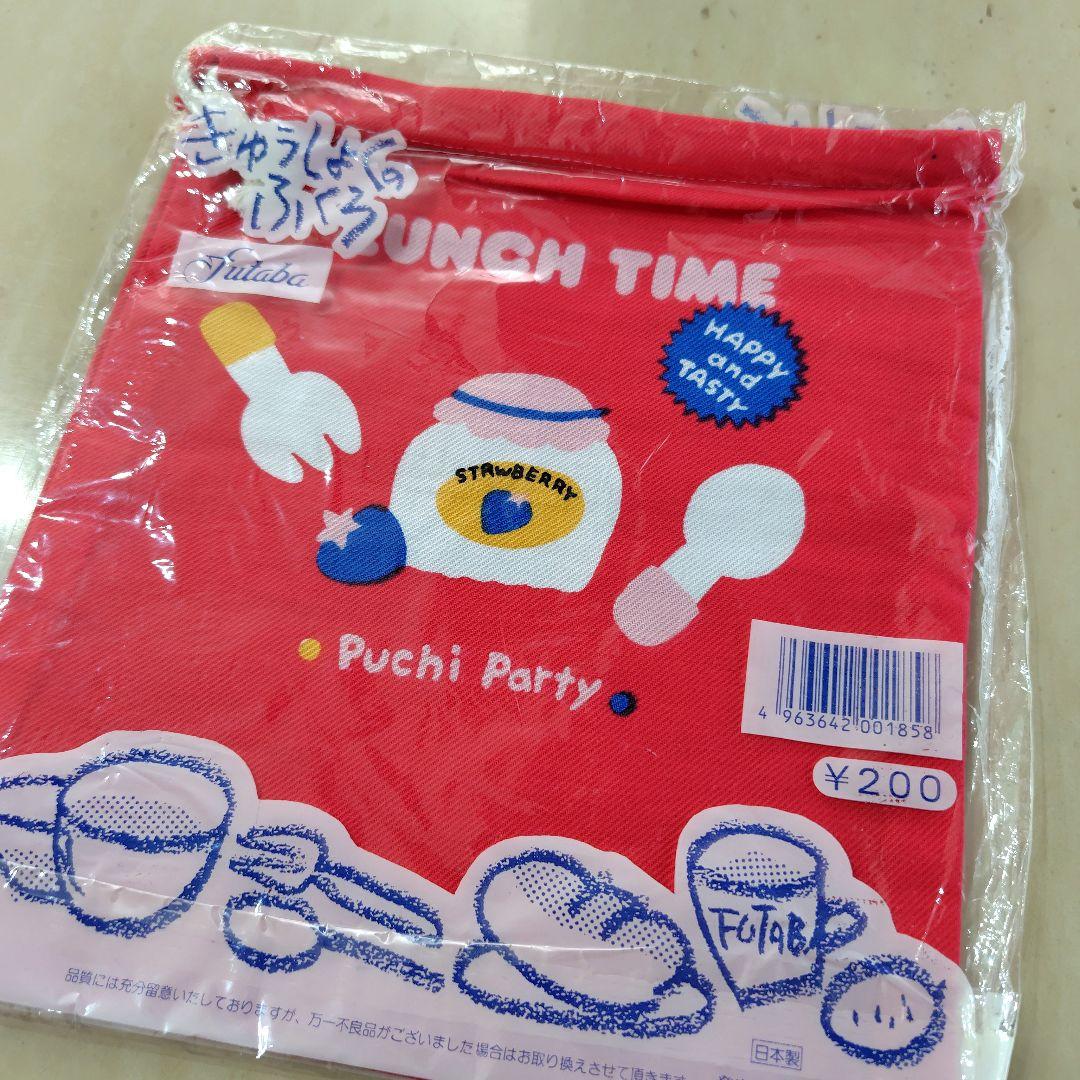 きゅうしょくの
ふくろ
Futaba
LUNCH TIME
HAPPY
and
TASTY
STRAWBERRY
Puchi Party
4 963642 001858
¥200
FUTAB
品質には充分留意いたしておりますが、万一不良品がございました場合はお取り換えさせて頂きます
日本製